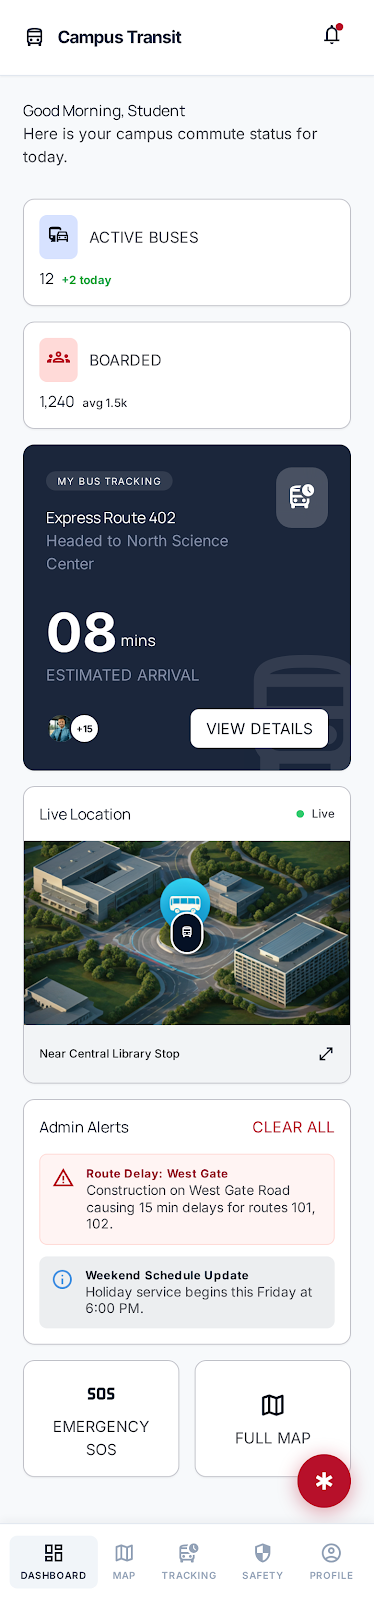 Campus Transit
Good Morning, Student
Here is your campus commute status for
today.
ACTIVE BUSES
12 +2 today
BOARDED
1,240 avg 1.5k
MY BUS TRACKING
Express Route 402
Headed to North Science
Center
08 mins
ESTIMATED ARRIVAL
+15
VIEW DETAILS
Live Location
Live
Near Central Library Stop
Admin Alerts
CLEAR ALL
Route Delay: West Gate
Construction on West Gate Road
causing 15 min delays for routes 101,
102.
Weekend Schedule Update
Holiday service begins this Friday at
6:00 PM.
SOS
EMERGENCY
SOS
FULL MAP
DASHBOARD
MAP
TRACKING
SAFETY
PROFILE